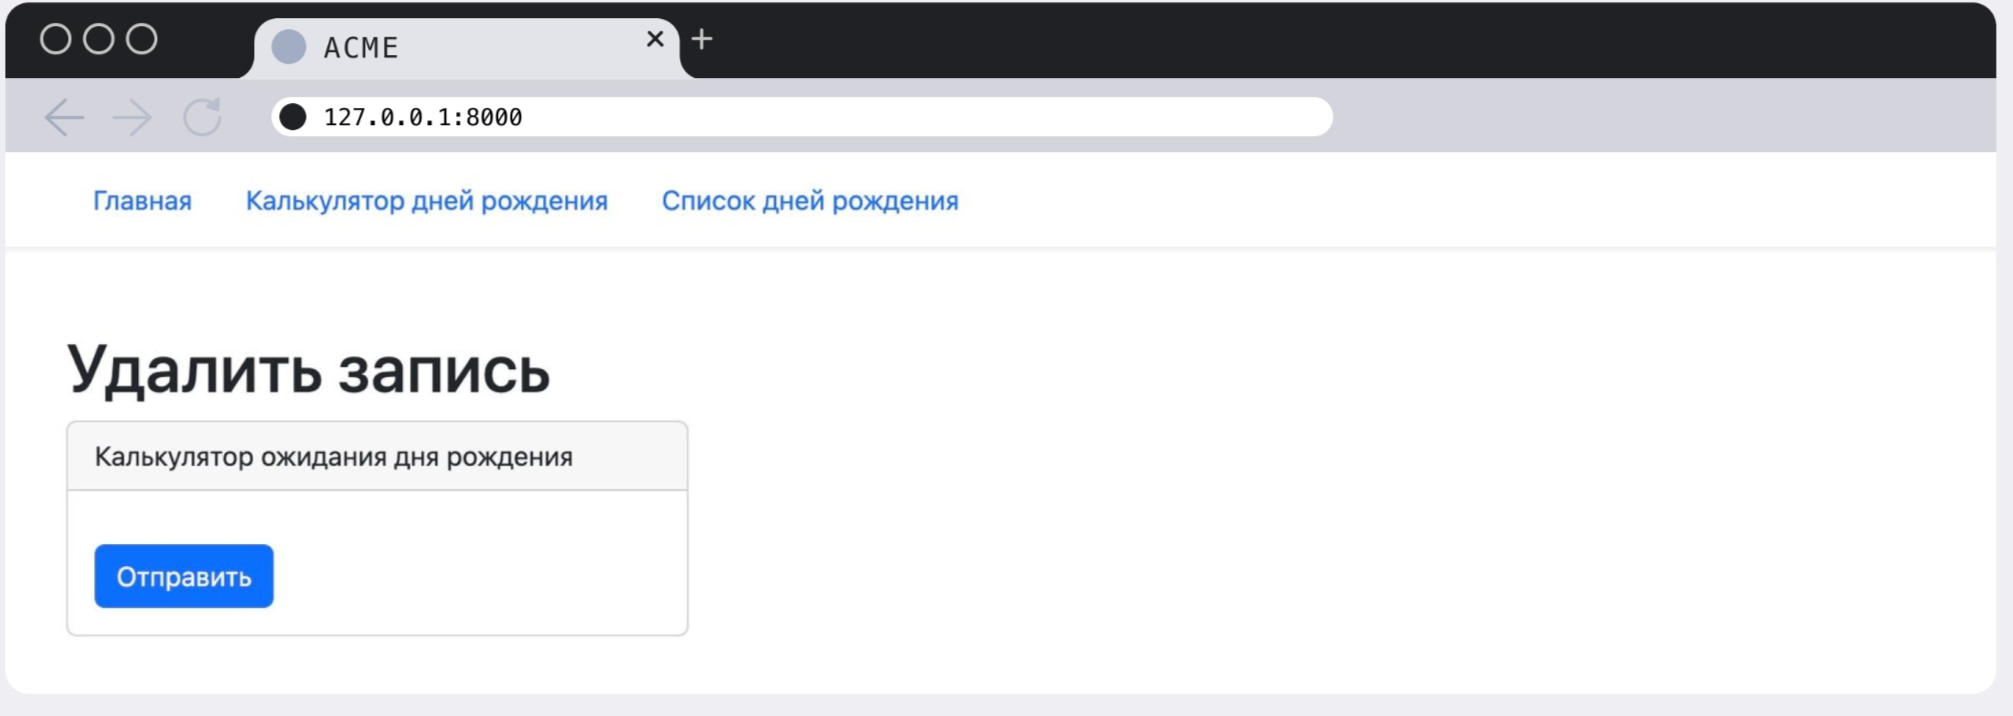 ACME
127.0.0.1:8000
Главная Калькулятор дней рождения Список дней рождения
Удалить запись
Калькулятор ожидания дня рождения
Отправить